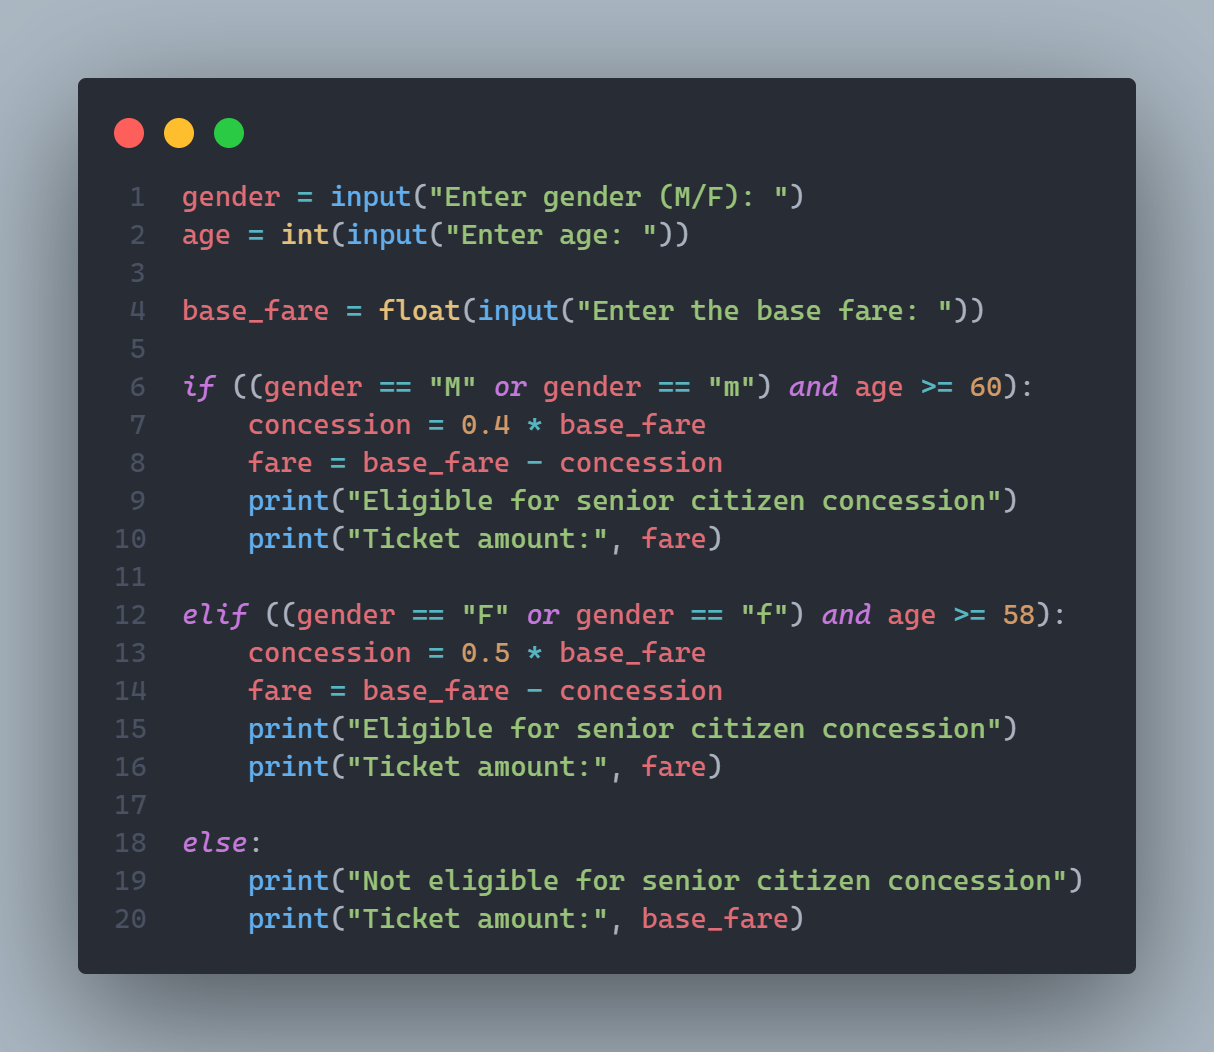 1 gender = input("Enter gender (M/F): ")
2 age = int(input("Enter age: "))
3
4 base_fare = float(input("Enter the base fare: "))
5
6 if ((gender == "M" or gender == "m") and age >= 60):
7     concession = 0.4 * base_fare
8     fare = base_fare - concession
9     print("Eligible for senior citizen concession")
10     print("Ticket amount:", fare)
11
12 elif ((gender == "F" or gender == "f") and age >= 58):
13     concession = 0.5 * base_fare
14     fare = base_fare - concession
15     print("Eligible for senior citizen concession")
16     print("Ticket amount:", fare)
17
18 else:
19     print("Not eligible for senior citizen concession")
20     print("Ticket amount:", base_fare)